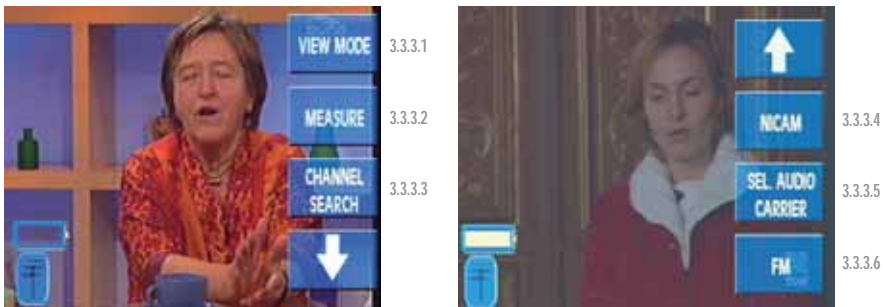 VIEW MODE
3.3.3.1
MEASURE
3.3.3.2
CHANNEL
SEARCH
3.3.3.3
NICAM
3.3.3.4
SEL. AUDIO
CARRIER
3.3.3.5
FM
3.3.3.6